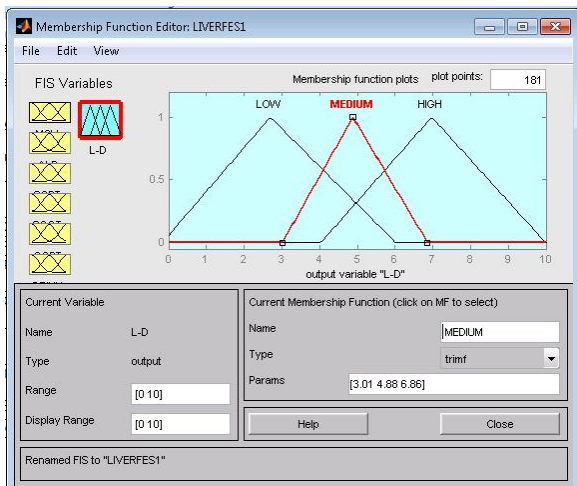 Membership Function Editor: LIVERFES1
File Edit View
FIS Variables
L-D
Membership function plots plot points: 181
LOW MEDIUM HIGH
1
0.5
0
0 1 2 3 4 5 6 7 8 9 10
output variable "L-D"
Current Variable
Name L-D
Type output
Range [0 10]
Display Range [0 10]
Current Membership Function (click on MF to select)
Name MEDIUM
Type trimf
Params [3.01 4.88 6.86]
Help Close
Renamed FIS to "LIVERFES1"